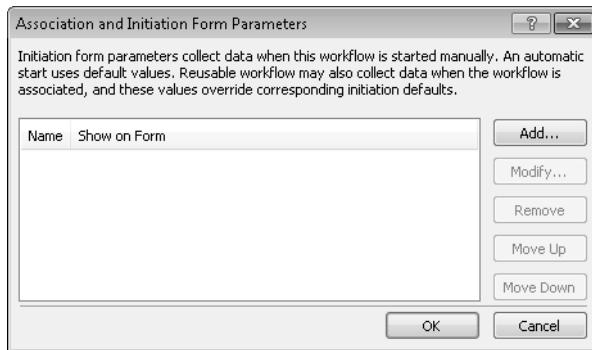 Association and Initiation Form Parameters
Initiation form parameters collect data when this workflow is started manually. An automatic
start uses default values. Reusable workflow may also collect data when the workflow is
associated, and these values override corresponding initiation defaults.
Name Show on Form
Add...
Modify...
Remove
Move Up
Move Down
OK Cancel